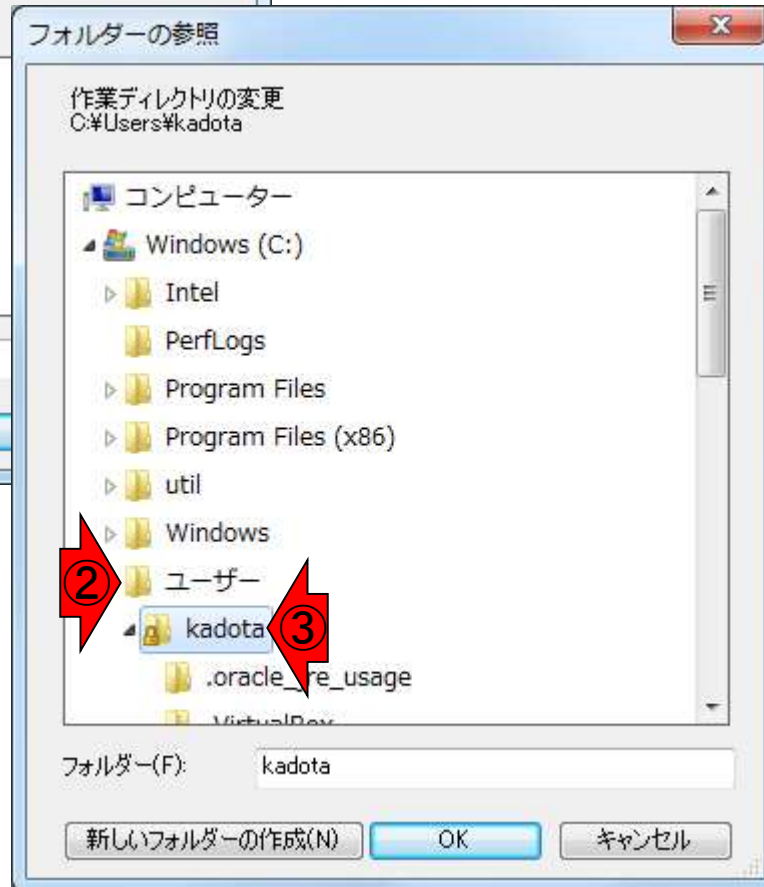 フォルダーの参照
作業ディレクトリの変更
C:¥Users¥kadota
コンピューター
Windows (C:)
Intel
PerfLogs
Program Files
Program Files (x86)
util
Windows
② ユーザー
kadota ③
.oracle_jre_usage
.VirtualBox
フォルダー(F): kadota
新しいフォルダーの作成(N) OK キャンセル